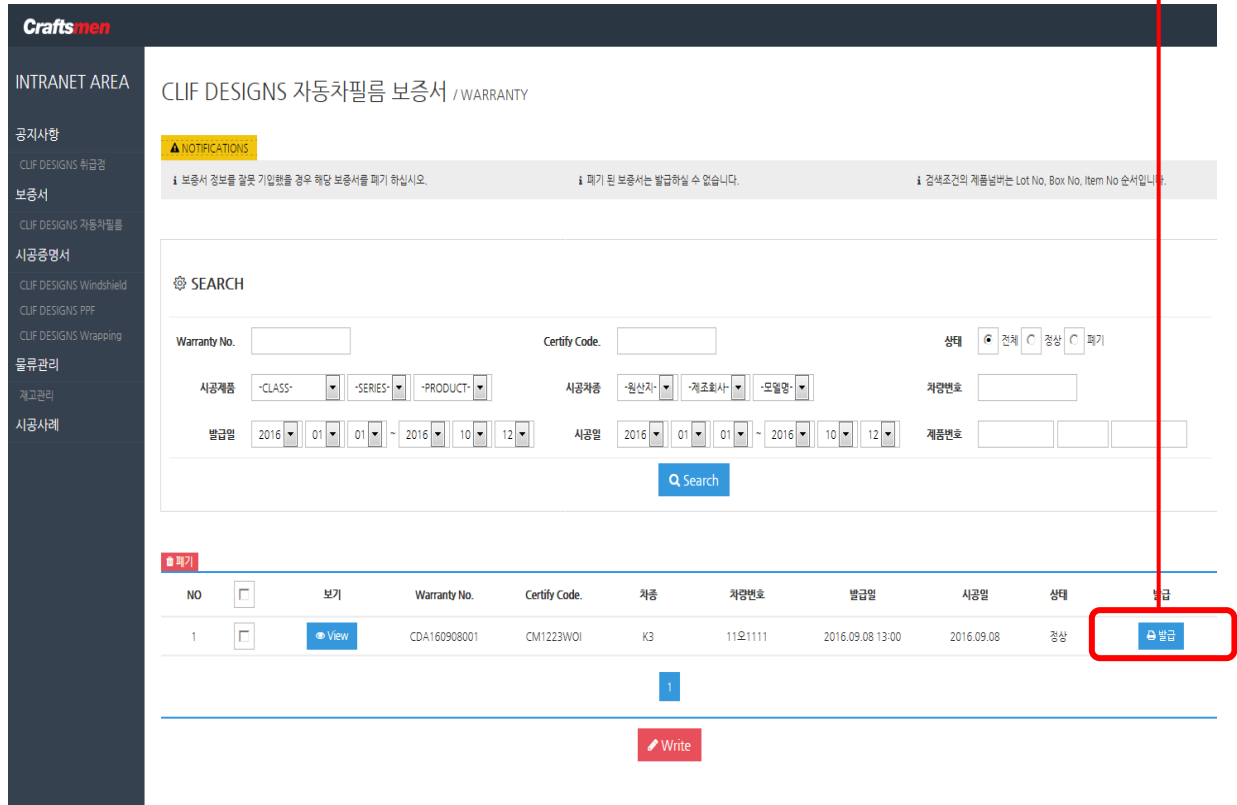 Craftsmen
INTRANET AREA
공지사항
CLIF DESIGNS 취급점
보증서
CLIF DESIGNS 자동차필름
시공증명서
CLIF DESIGNS Windshield
CLIF DESIGNS PPF
CLIF DESIGNS Wrapping
물류관리
재고관리
시공사례
CLIF DESIGNS 자동차필름 보증서 / WARRANTY
NOTIFICATIONS
보증서 정보를 잘못 기입했을 경우 해당 보증서를 폐기 하십시오. 폐기 된 보증서는 발급하실 수 없습니다. 검색조건의 제품넘버는 Lot No, Box No, Item No 순서입니다.
SEARCH
Warranty No. Certify Code. 상태 전체 정상 폐기
시공제품 -CLASS- -SERIES- -PRODUCT- 시공차종 -원산지- -제조회사- -모델명- 차량번호
발급일 2016 01 01 ~ 2016 10 12 시공일 2016 01 01 ~ 2016 10 12 제품번호
Search
폐기
NO 보기 Warranty No. Certify Code. 차종 차량번호 발급일 시공일 상태 발급
1 View CDA160908001 CM1223WOI K3 11오1111 2016.09.08 13:00 2016.09.08 정상 발급
1
Write